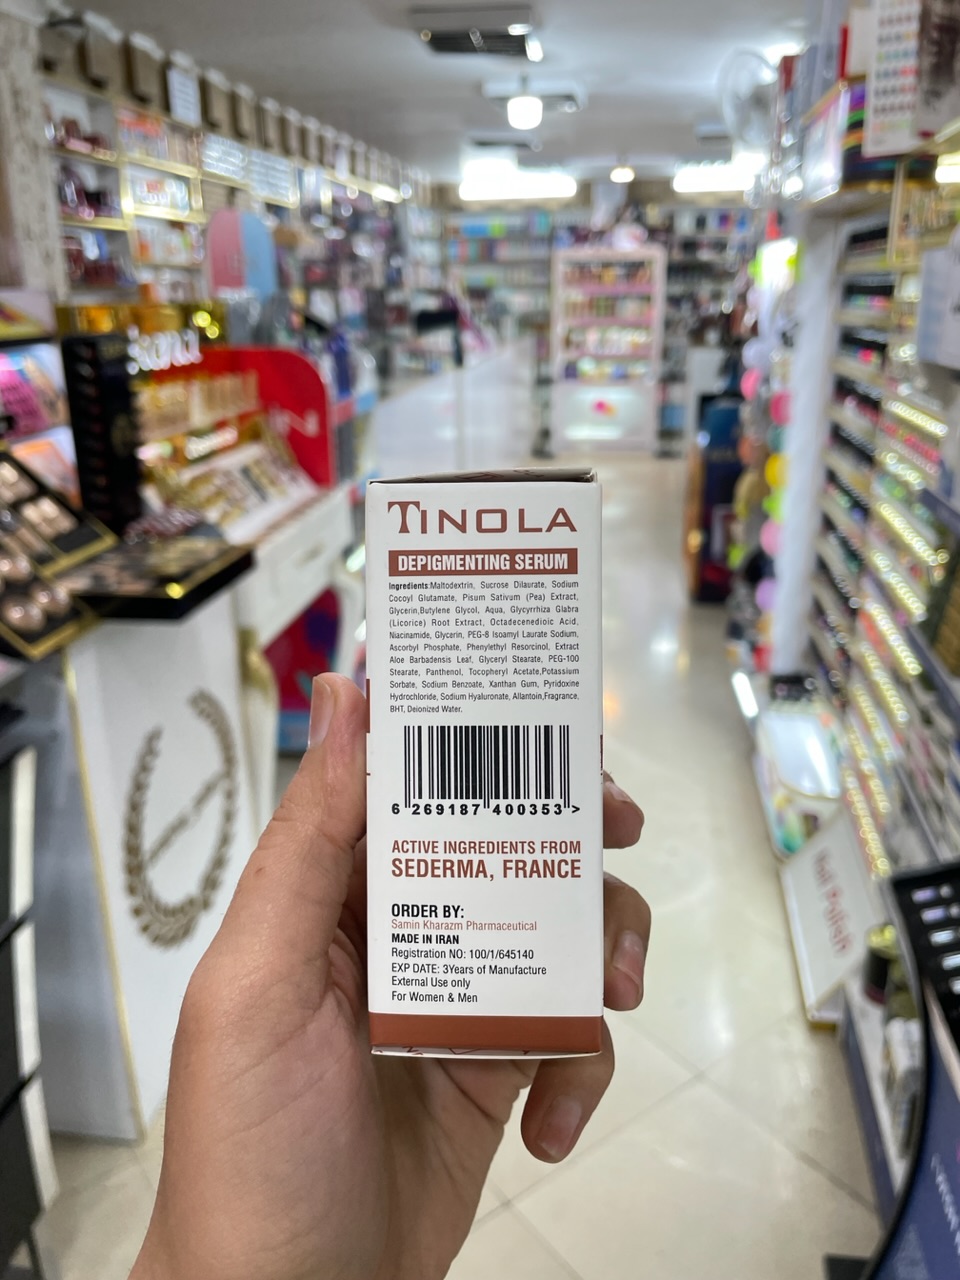 TINOLA
DEPIGMENTING SERUM
Ingredients:Maltodextrin, Sucrose Dilaurate, Sodium
Cocoyl Glutamate, Pisum Sativum (Pea) Extract,
Glycerin,Butylene Glycol, Aqua, Glycyrrhiza Glabra
(Licorice) Root Extract, Octadecenedioic Acid,
Niacinamide, Glycerin, PEG-8 Isoamyl Laurate Sodium,
Ascorbyl Phosphate, Phenylethyl Resorcinol, Extract
Aloe Barbadensis Leaf, Glyceryl Stearate, PEG-100
Stearate, Panthenol, Tocopheryl Acetate,Potassium
Sorbate, Sodium Benzoate, Xanthan Gum, Pyridoxine
Hydrochloride, Sodium Hyaluronate, Allantoin,Fragrance,
BHT, Deionized Water.
6 269187 400353 >
ACTIVE INGREDIENTS FROM
SEDERMA, FRANCE
ORDER BY:
Samin Kharazm Pharmaceutical
MADE IN IRAN
Registration NO: 100/1/645140
EXP DATE: 3Years of Manufacture
External Use only
For Women & Men